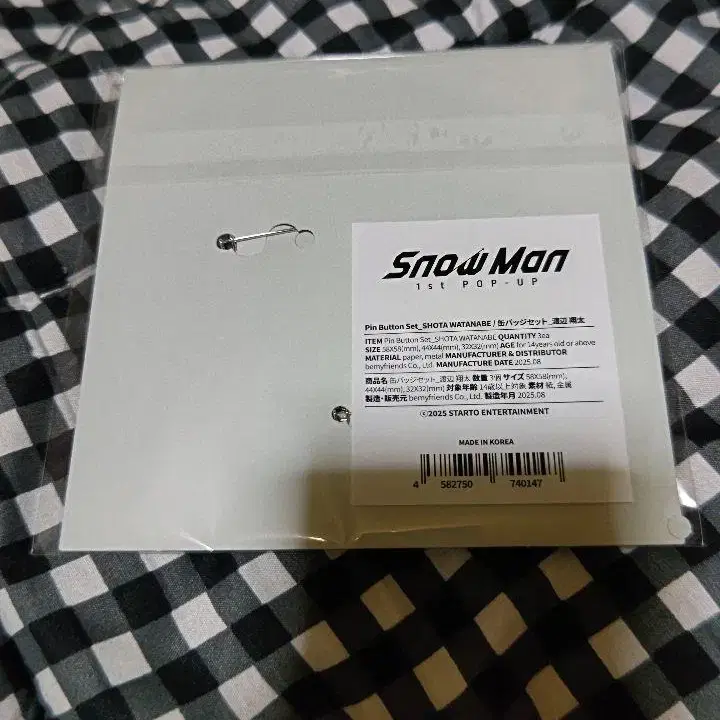 Snow Man
1st POP-UP
Pin Button Set_SHOTA WATANABE / 缶バッジセット_渡辺 翔太
ITEM Pin Button Set_SHOTA WATANABE QUANTITY 3ea
SIZE 58X58(mm), 44X44(mm), 32X32(mm) AGE for 14years old or above
MATERIAL paper, metal MANUFACTURER & DISTRIBUTOR
bemyfriends Co., Ltd. MANUFACTURE DATE 2025.08
商品名 缶バッジセット_渡辺 翔太 数量 3個 サイズ 58X58(mm),
44X44(mm), 32X32(mm) 対象年齢 14歳以上対象 素材 紙, 金属
製造・販売元 bemyfriends Co., Ltd. 製造年月 2025.08
©2025 STARTO ENTERTAINMENT
MADE IN KOREA
4 582750 740147